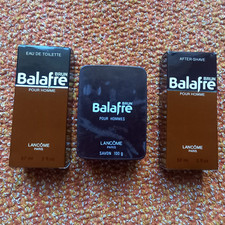 EAU DE TOILETTE
BRUN
Balafre
POUR HOMME
LANCÔME
PARIS
BRUN
Balafre
POUR HOMMES
LANCÔME
PARIS
SAVON 100 g
AFTER-SHAVE
BRUN
Balafre
POUR HOMME
LANCÔME
PARIS